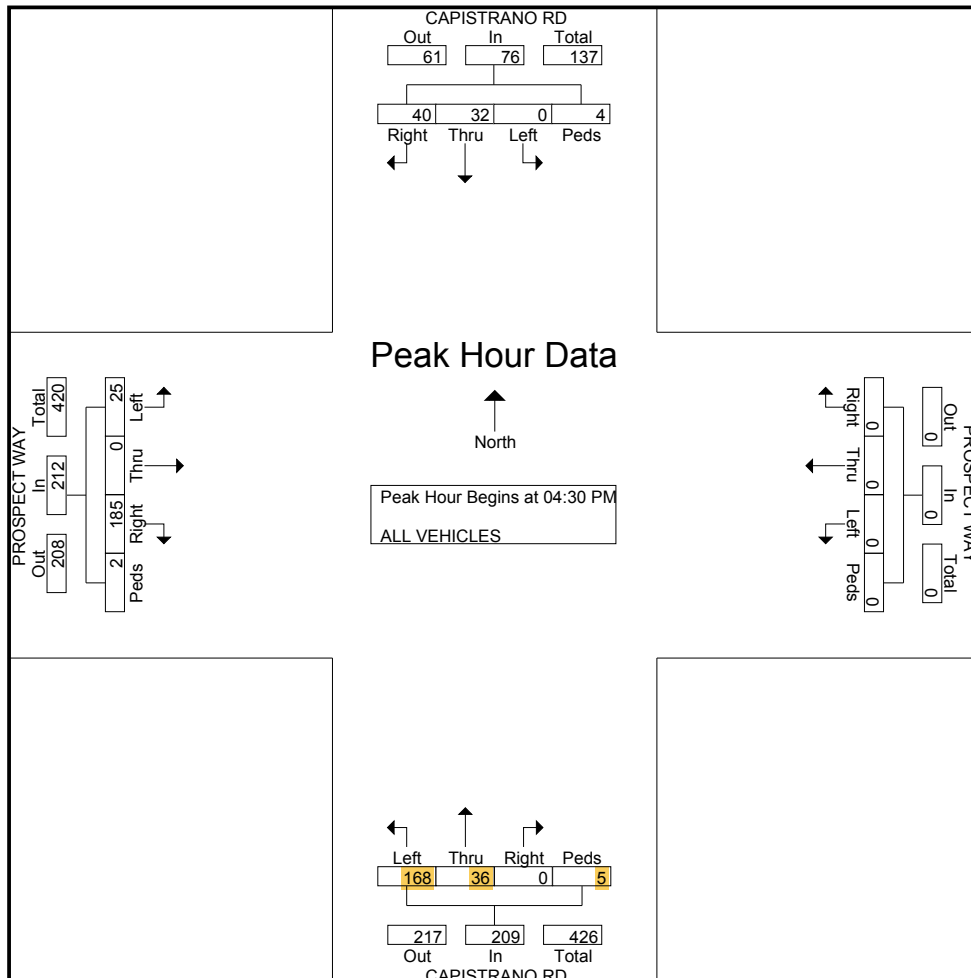 CAPISTRANO RD
Out In Total
61 76 137
40 32 0 4
Right Thru Left Peds
Peak Hour Data
North
Peak Hour Begins at 04:30 PM
ALL VEHICLES
PROSPECT WAY
Total In Out
420 212 208
25 0 185 2
Left Thru Right Peds
PROSPECT WAY
Out In Total
0 0 0
Right Thru Left Peds
0 0 0 0
Left Thru Right Peds
168 36 0 5
217 209 426
Out In Total
CAPISTRANO RD